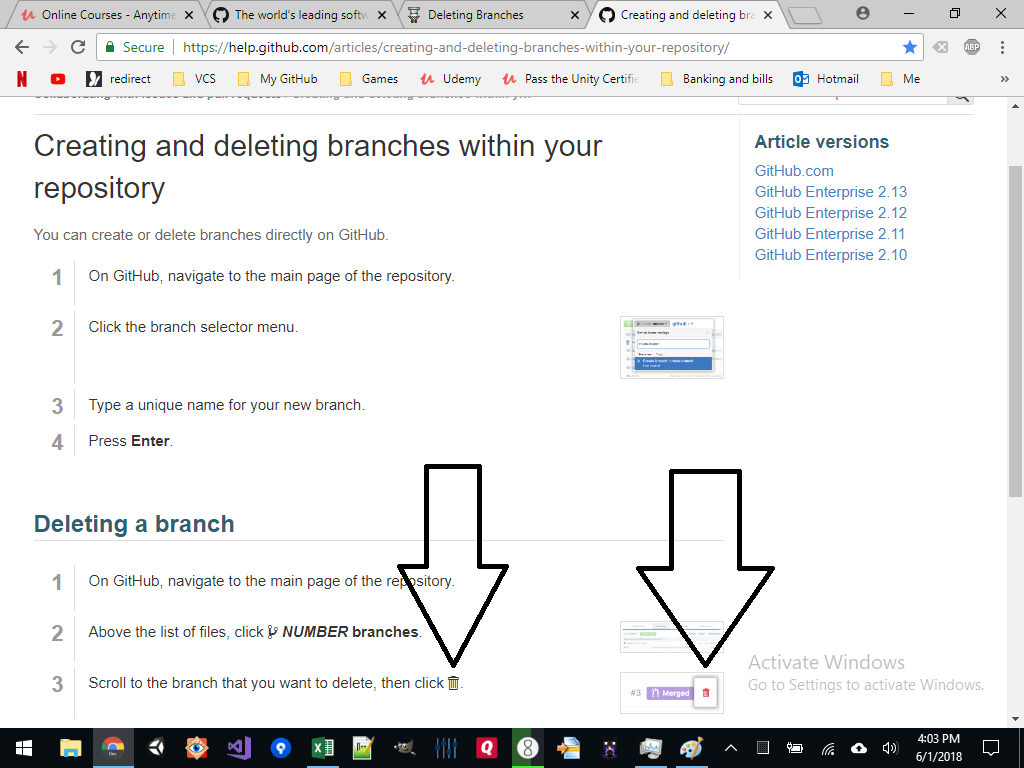 Online Courses - Anytime
The world's leading softw
Deleting Branches
Creating and deleting bra
Secure
https://help.github.com/articles/creating-and-deleting-branches-within-your-repository/
ABP
redirect
VCS
My GitHub
Games
Udemy
Pass the Unity Certific
Banking and bills
Hotmail
Me
»
Creating and deleting branches within your
repository
You can create or delete branches directly on GitHub.
1 On GitHub, navigate to the main page of the repository.
2 Click the branch selector menu.
3 Type a unique name for your new branch.
4 Press Enter.
Article versions
GitHub.com
GitHub Enterprise 2.13
GitHub Enterprise 2.12
GitHub Enterprise 2.11
GitHub Enterprise 2.10
Deleting a branch
1 On GitHub, navigate to the main page of the repository.
2 Above the list of files, click NUMBER branches.
3 Scroll to the branch that you want to delete, then click .
#3 Merged
Activate Windows
Go to Settings to activate Windows.
4:03 PM
6/1/2018